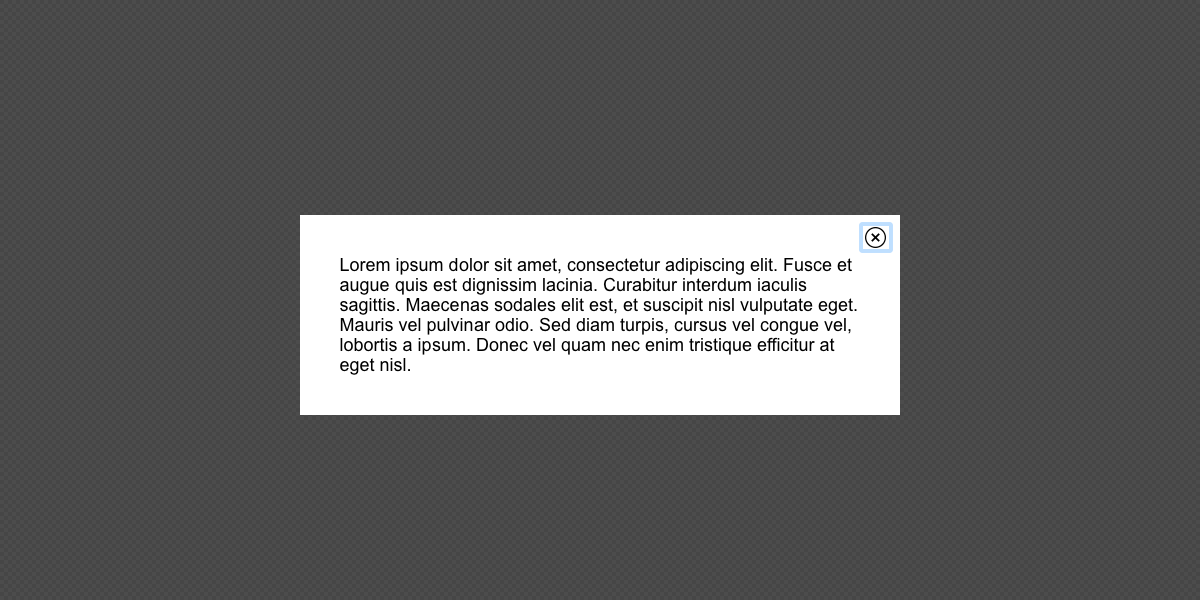 Lorem ipsum dolor sit amet, consectetur adipiscing elit. Fusce et
augue quis est dignissim lacinia. Curabitur interdum iaculis
sagittis. Maecenas sodales elit est, et suscipit nisl vulputate eget.
Mauris vel pulvinar odio. Sed diam turpis, cursus vel congue vel,
lobortis a ipsum. Donec vel quam nec enim tristique efficitur at
eget nisl.